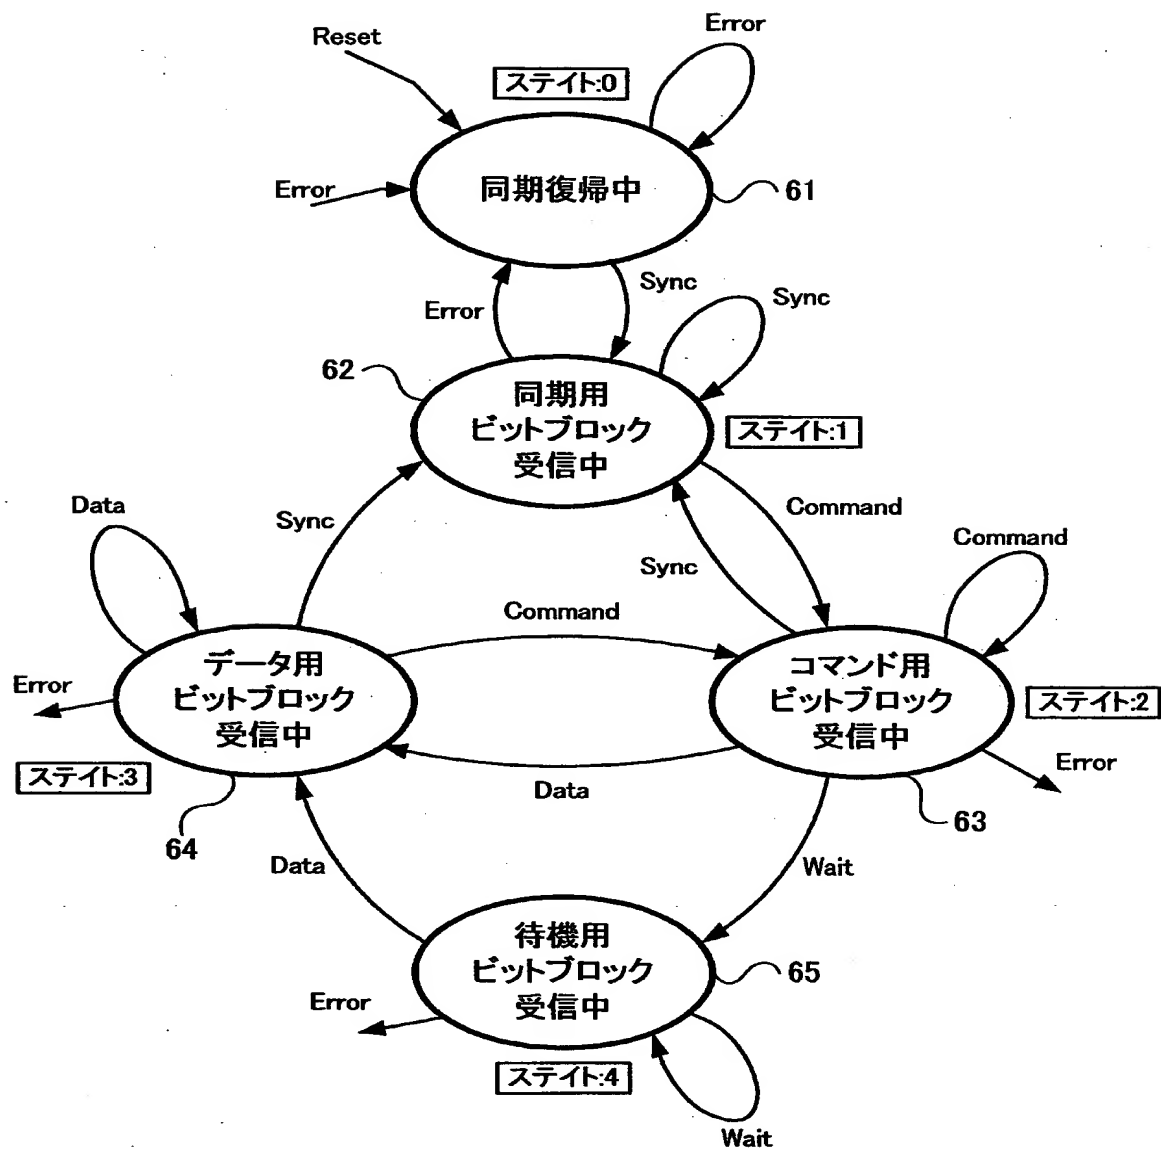 Reset
Error
ステイト:0
Error
同期復帰中
61
Error
Sync
Sync
62
同期用
ビットブロック
受信中
ステイト:1
Data
Sync
Command
Sync
Command
Command
データ用
ビットブロック
受信中
コマンド用
ビットブロック
受信中
Error
ステイト:2
ステイト:3
Data
Error
64
63
Data
Wait
待機用
ビットブロック
受信中
65
Error
ステイト:4
Wait